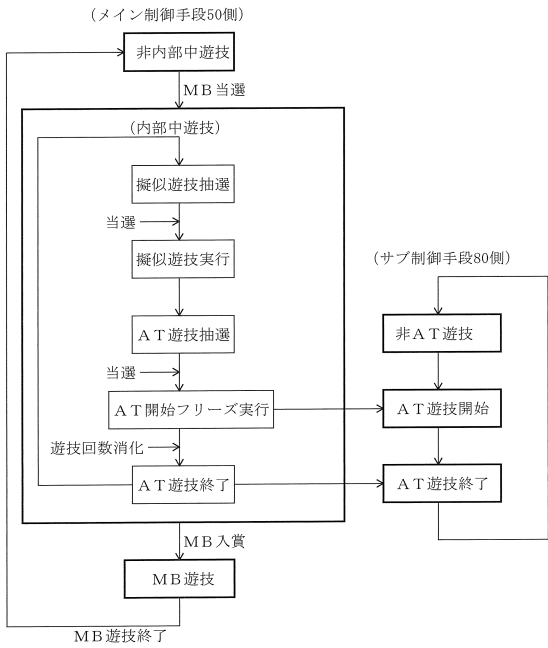 (メイン制御手段50側)
非内部中遊技
MB当選
(内部中遊技)
擬似遊技抽選
当選
擬似遊技実行
AT遊技抽選
当選
AT開始フリーズ実行
遊技回数消化
AT遊技終了
MB入賞
MB遊技
MB遊技終了
(サブ制御手段80側)
非AT遊技
AT遊技開始
AT遊技終了